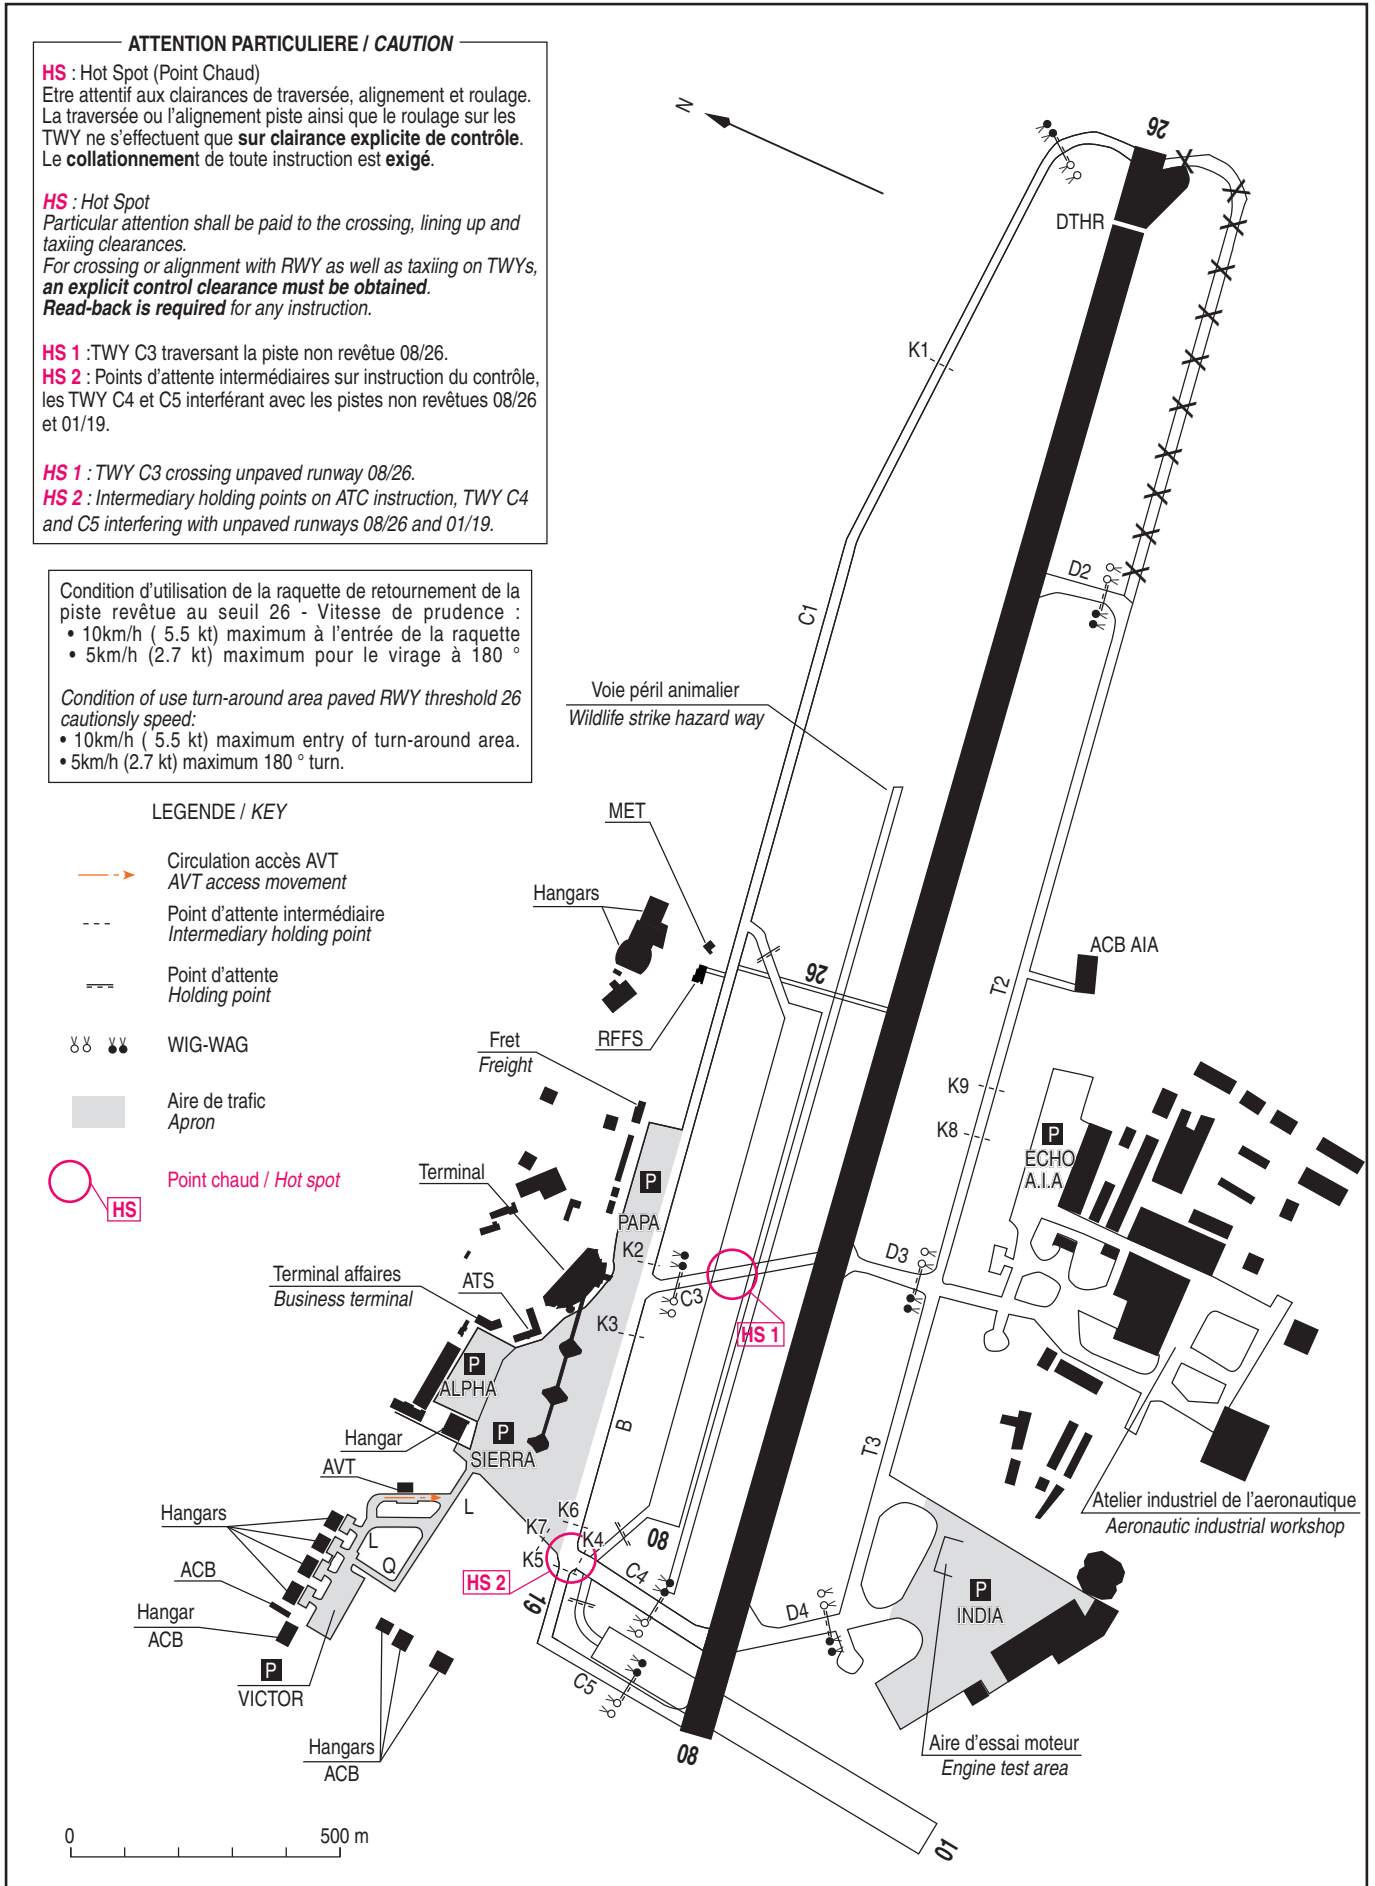 ATTENTION PARTICULIERE / CAUTION
HS : Hot Spot (Point Chaud)
Etre attentif aux clairances de traversée, alignement et roulage.
La traversée ou l'alignement piste ainsi que le roulage sur les
TWY ne s'effectuent que sur clairance explicite de contrôle.
Le collationnement de toute instruction est exigé.
HS : Hot Spot
Particular attention shall be paid to the crossing, lining up and
taxiing clearances.
For crossing or alignment with RWY as well as taxiing on TWYs,
an explicit control clearance must be obtained.
Read-back is required for any instruction.
HS 1 :TWY C3 traversant la piste non revêtue 08/26.
HS 2 : Points d'attente intermédiaires sur instruction du contrôle,
les TWY C4 et C5 interférant avec les pistes non revêtues 08/26
et 01/19.
HS 1 : TWY C3 crossing unpaved runway 08/26.
HS 2 : Intermediary holding points on ATC instruction, TWY C4
and C5 interfering with unpaved runways 08/26 and 01/19.
Condition d'utilisation de la raquette de retournement de la
piste revêtue au seuil 26 - Vitesse de prudence :
• 10km/h ( 5.5 kt) maximum à l'entrée de la raquette
• 5km/h (2.7 kt) maximum pour le virage à 180 °
Condition of use turn-around area paved RWY threshold 26
cautionsly speed:
• 10km/h ( 5.5 kt) maximum entry of turn-around area.
• 5km/h (2.7 kt) maximum 180 ° turn.
LEGENDE / KEY
Circulation accès AVT
AVT access movement
Point d'attente intermédiaire
Intermediary holding point
Point d'attente
Holding point
WIG-WAG
Aire de trafic
Apron
Point chaud / Hot spot
HS
N
26
DTHR
K1
D2
C1
Voie péril animalier
Wildlife strike hazard way
MET
Hangars
RFFS
26
ACB AIA
T2
Fret
Freight
K9
K8
P
ECHO
A.I.A
Terminal
P
PAPA
K2
D3
C3
HS 1
Terminal affaires
Business terminal
ATS
K3
P
ALPHA
B
T3
P
SIERRA
Hangar
AVT
L
Hangars
L
Q
K6
K7
K4
K5
08
C4
HS 2
19
ACB
Hangar
ACB
P
VICTOR
Hangars
ACB
C5
D4
P
INDIA
Atelier industriel de l'aeronautique
Aeronautic industrial workshop
Aire d'essai moteur
Engine test area
08
01
0
500 m